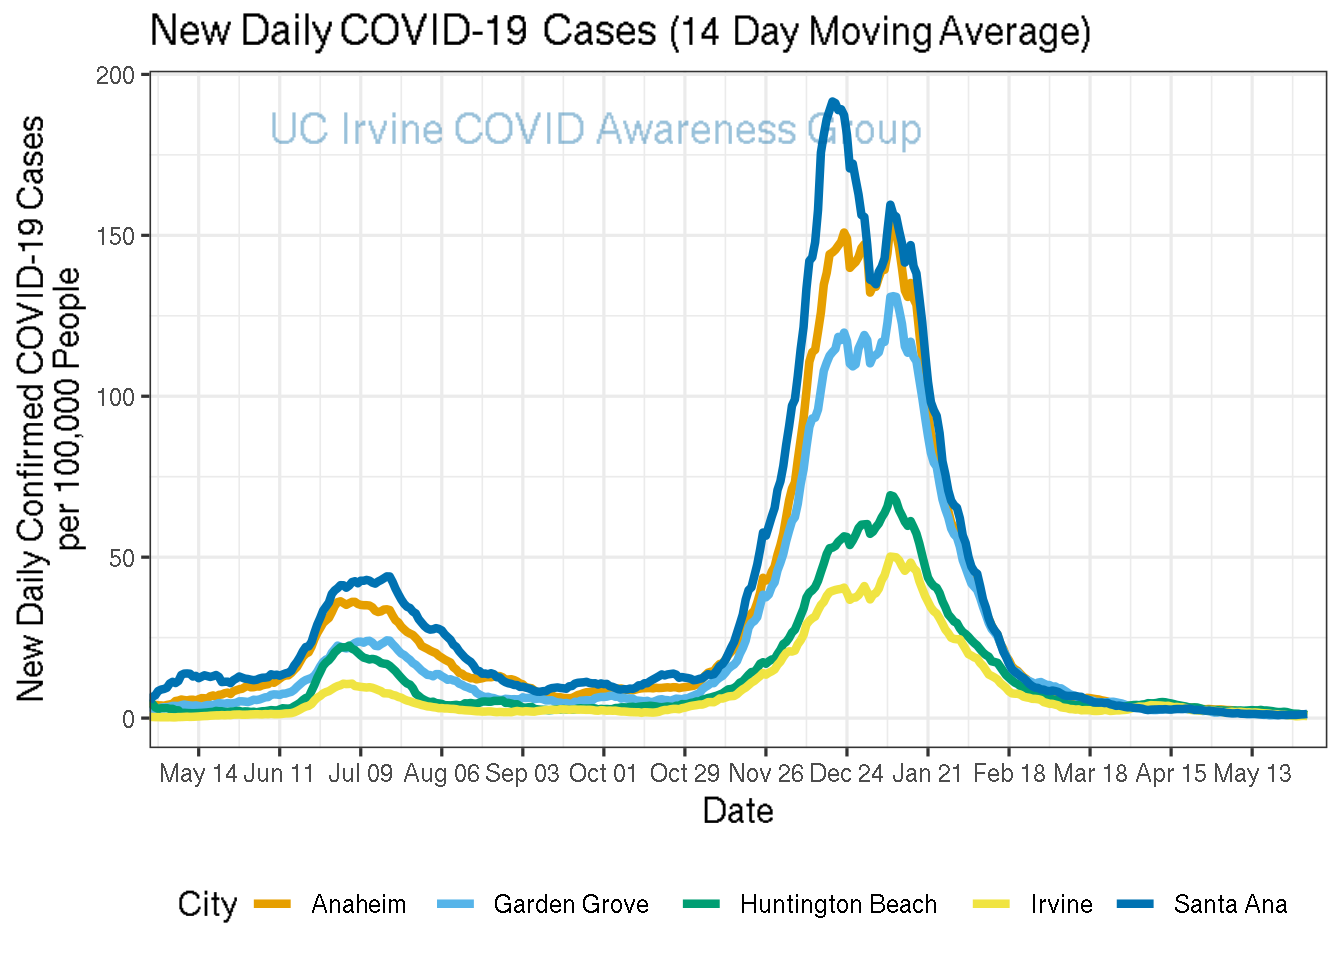 New Daily COVID-19 Cases (14 Day Moving Average)
UC Irvine COVID Awareness Group
New Daily Confirmed COVID-19 Cases
per 100,000 People
200
150
100
50
0
May 14 Jun 11 Jul 09 Aug 06 Sep 03 Oct 01 Oct 29 Nov 26 Dec 24 Jan 21 Feb 18 Mar 18 Apr 15 May 13
Date
City Anaheim Garden Grove Huntington Beach Irvine Santa Ana